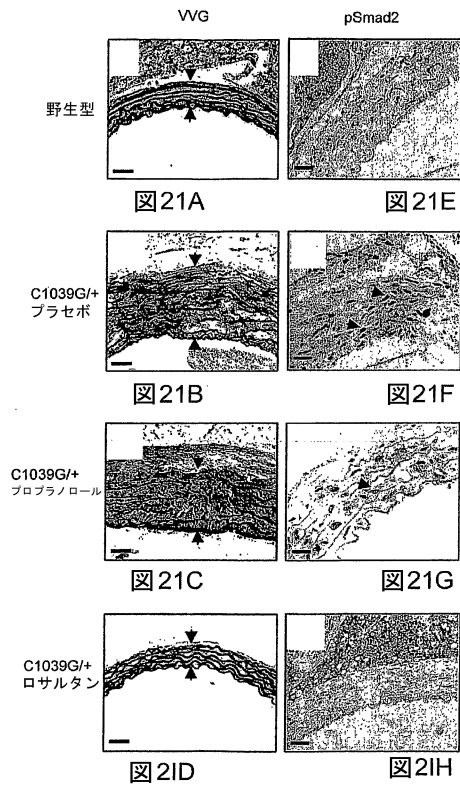 VVG
pSmad2
野生型
図21A
図21E
C1039G/+
プラセボ
図21B
図21F
C1039G/+
プロプラノロール
図21C
図21G
C1039G/+
ロサルタン
図21D
図21H